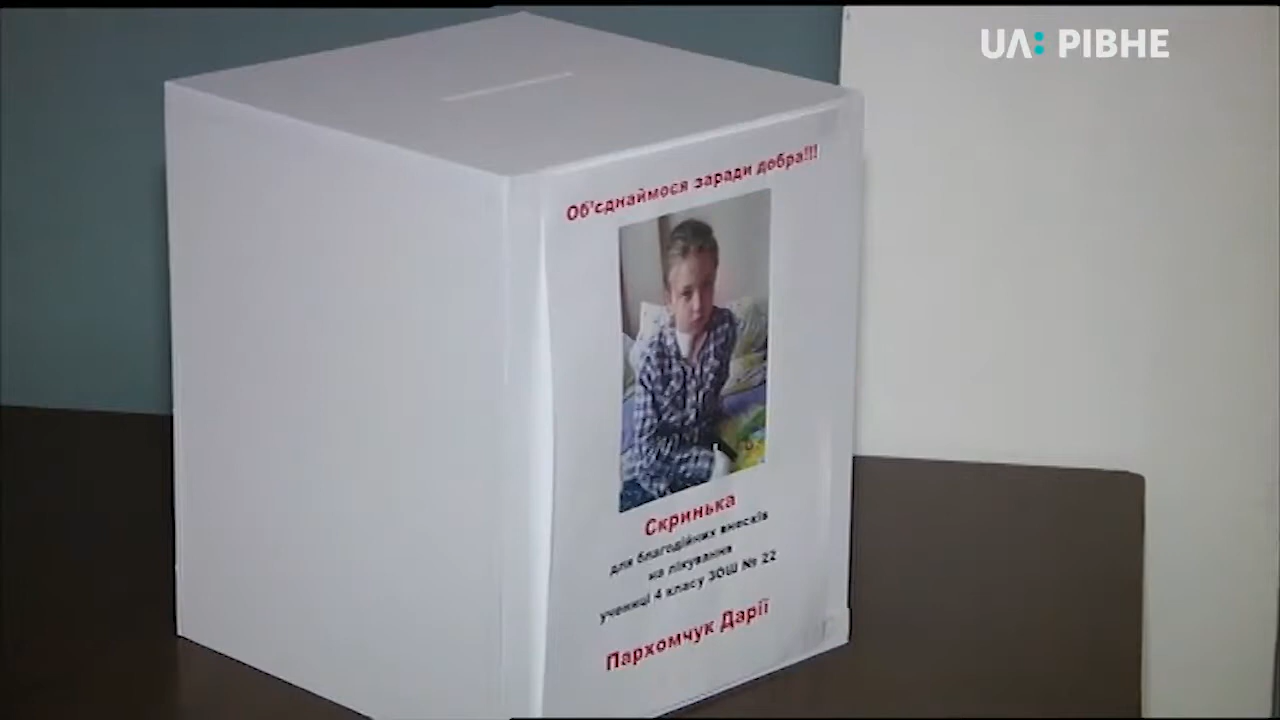 UA: РІВНЕ
Об'єднаймося заради добра!!!
Скринька
для благодійних внесків
на лікування
учениці 4 класу ЗОШ № 22
Пархомчук Дарії